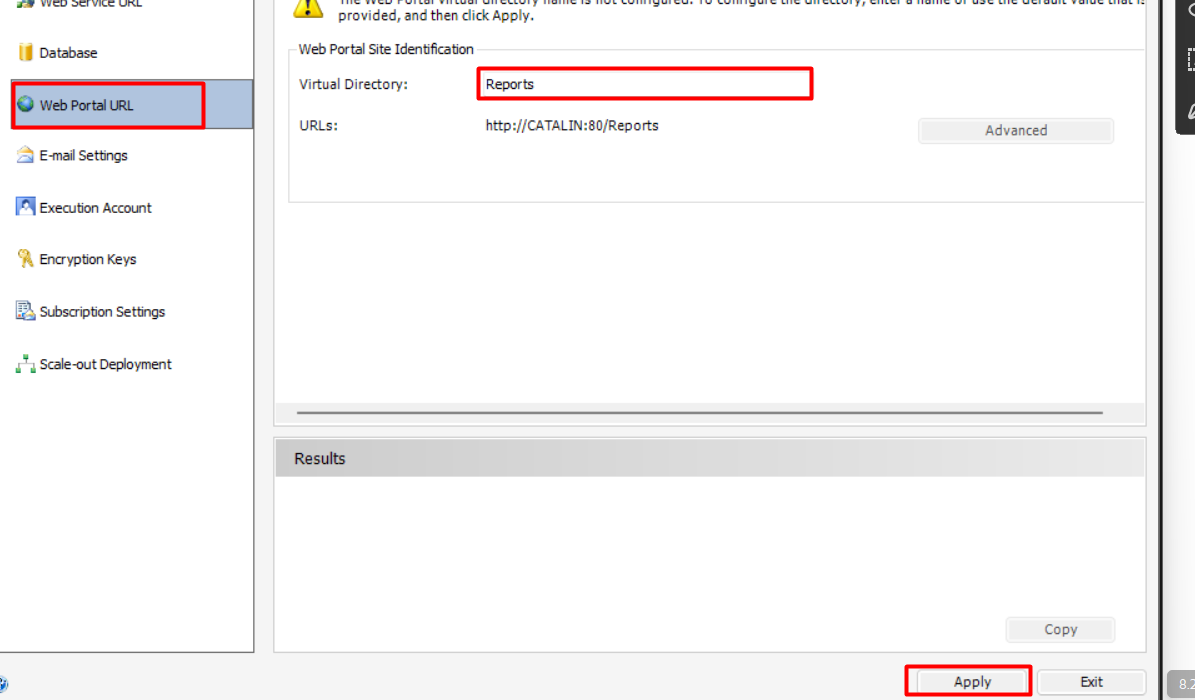 Web Service URL
The Web Portal virtual directory name is not configured. To configure the directory, enter a name or use the default value that is
provided, and then click Apply.
Database
Web Portal Site Identification
Web Portal URL
Virtual Directory: Reports
URLs: http://CATALIN:80/Reports
Advanced
E-mail Settings
Execution Account
Encryption Keys
Subscription Settings
Scale-out Deployment
Results
Copy
Apply Exit
8.2